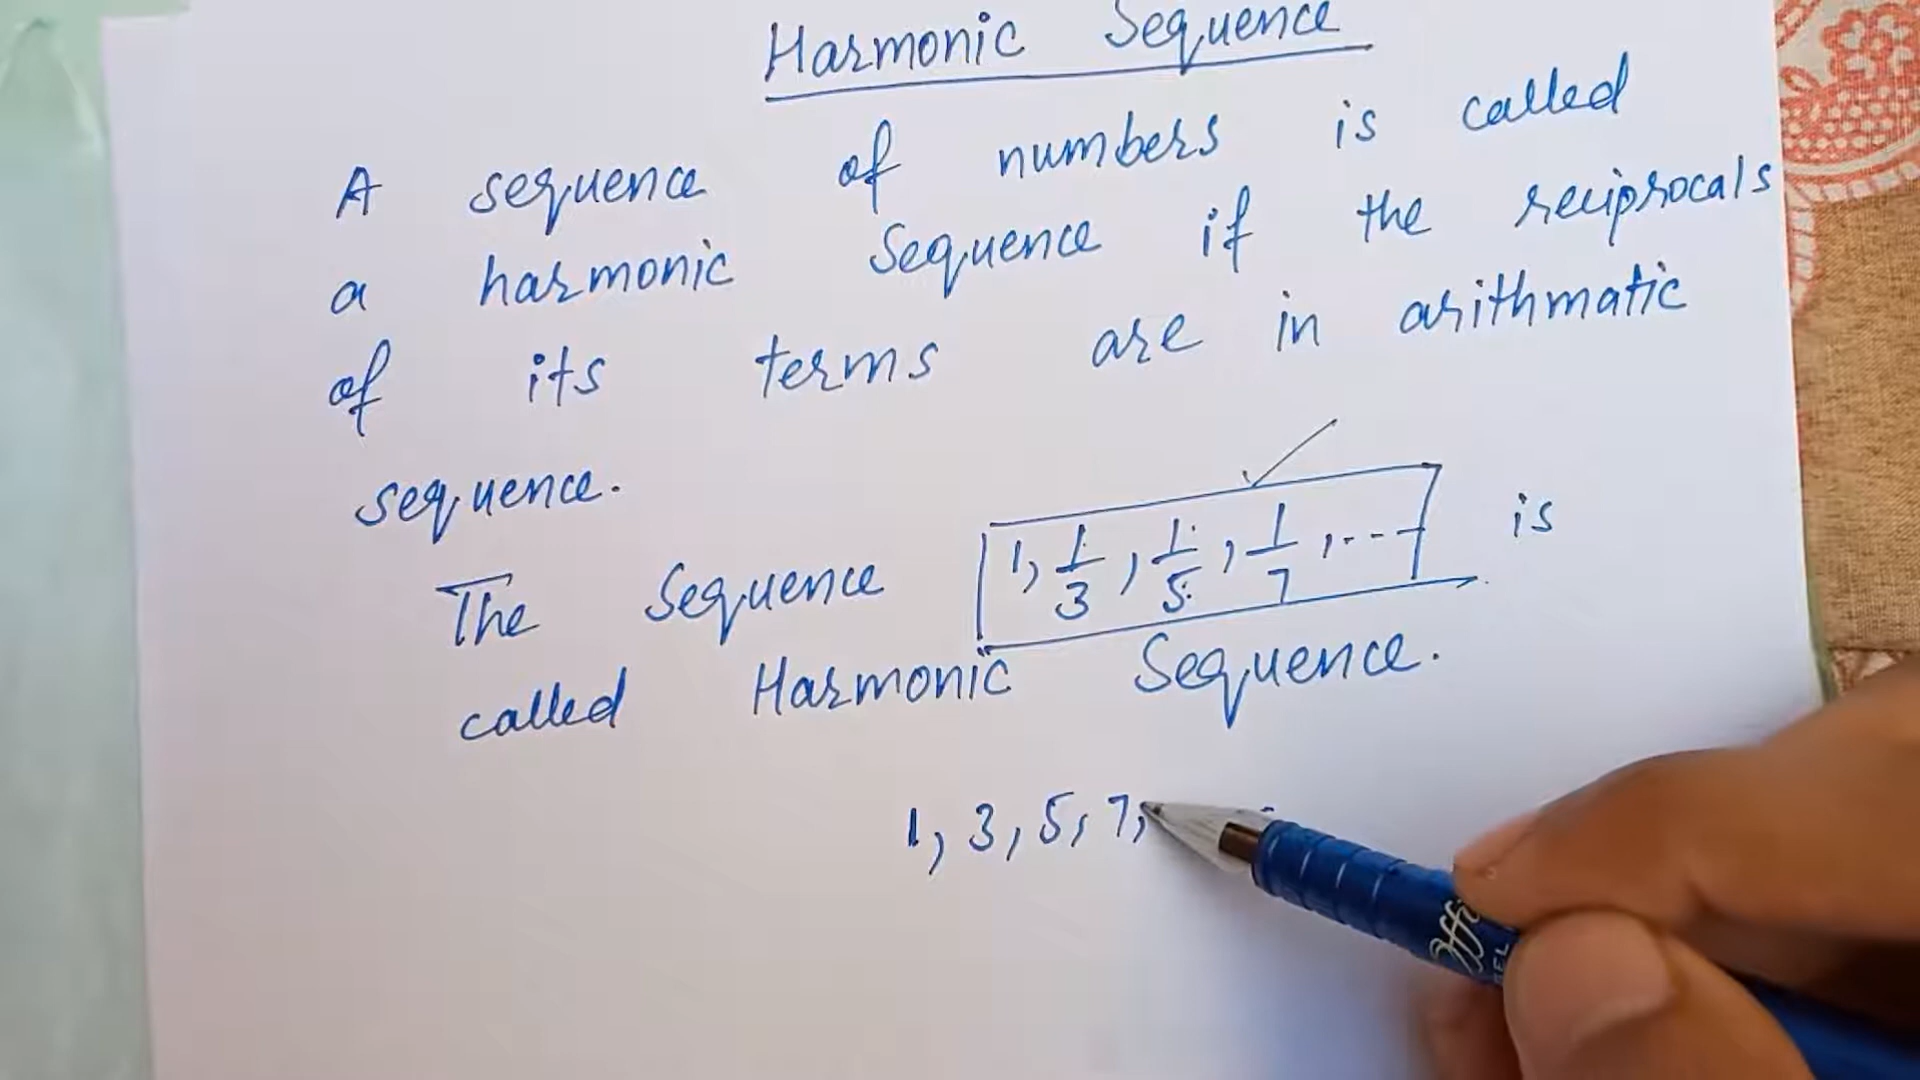 Harmonic Sequence
A sequence of numbers is called
a harmonic sequence if the reciprocals
of its terms are in arithmatic
sequence.
The sequence 1, 1/3, 1/5, 1/7, ... is
called Harmonic Sequence.
1, 3, 5, 7,